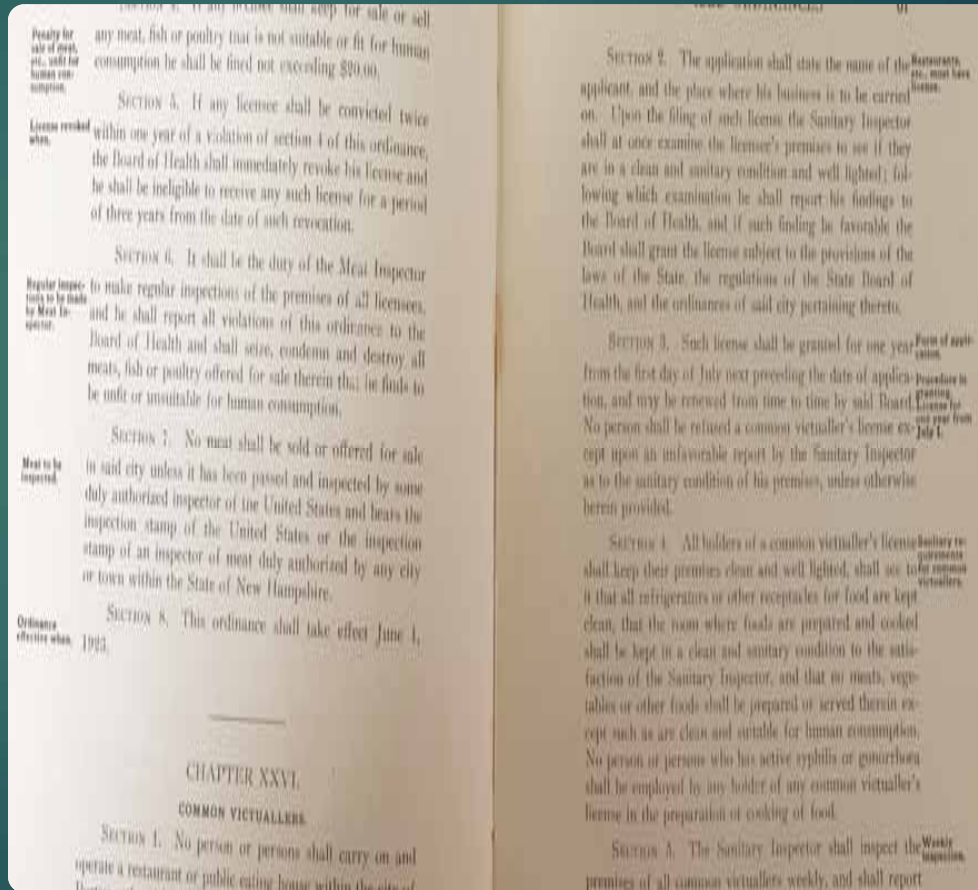 any meat, fish or poultry that is not suitable or fit for human
consumption he shall be fined not exceeding $20.00.
Penalty for
sale of meat,
etc., unfit for
human con-
sumption.
SECTION 5. If any licensee shall be convicted twice
within one year of a violation of section 4 of this ordinance,
the Board of Health shall immediately revoke his license and
he shall be ineligible to receive any such license for a period
of three years from the date of such revocation.
License revoked
when.
SECTION 6. It shall be the duty of the Meat Inspector
to make regular inspections of the premises of all licensees,
and he shall report all violations of this ordinance to the
Board of Health and shall seize, condemn and destroy all
meats, fish or poultry offered for sale therein that he finds to
be unfit or unsuitable for human consumption.
Regular inspec-
tions to be made
by Meat In-
spector.
SECTION 7. No meat shall be sold or offered for sale
in said city unless it has been passed and inspected by some
duly authorized inspector of the United States and bears the
inspection stamp of the United States or the inspection
stamp of an inspector of meat duly authorized by any city
or town within the State of New Hampshire.
Meat to be
inspected.
SECTION 8. This ordinance shall take effect June 1,
Ordinance
effective when.
CHAPTER XXVI.
COMMON VICTUALLERS.
SECTION 1. No person or persons shall carry on and
operate a restaurant or public eating house within the city of
SECTION 2. The application shall state the name of the
applicant, and the place where his business is to be carried
on. Upon the filing of such license the Sanitary Inspector
shall at once examine the licensee's premises to see if they
are in a clean and sanitary condition and well lighted; fol-
lowing which examination he shall report his findings to
the Board of Health, and if such finding be favorable the
Board shall grant the license subject to the provisions of the
laws of the State, the regulations of the State Board of
Health, and the ordinances of said city pertaining thereto.
Restaurants,
etc., must have
license.
SECTION 3. Such license shall be granted for one year
from the first day of July next preceding the date of applica-
tion, and may be renewed from time to time by said Board.
No person shall be refused a common victualler's license ex-
cept upon an unfavorable report by the Sanitary Inspector
as to the sanitary condition of his premises, unless otherwise
herein provided.
Form of appli-
cation.
Procedure in
granting.
License for
one year from
July 1.
SECTION 4. All holders of a common victualler's license
shall keep their premises clean and well lighted, shall see to
it that all refrigerators or other receptacles for food are kept
clean, that the room where foods are prepared and cooked
shall be kept in a clean and sanitary condition to the satis-
faction of the Sanitary Inspector, and that no meats, vege-
tables or other foods shall be prepared or served therein ex-
cept such as are clean and suitable for human consumption.
No person or persons who has active syphilis or gonorrhoea
shall be employed by any holder of any common victualler's
license in the preparation or cooking of food.
Sanitary re-
quirements
for common
victuallers.
SECTION 5. The Sanitary Inspector shall inspect the
premises of all common victuallers weekly, and shall report
Weekly
inspection.